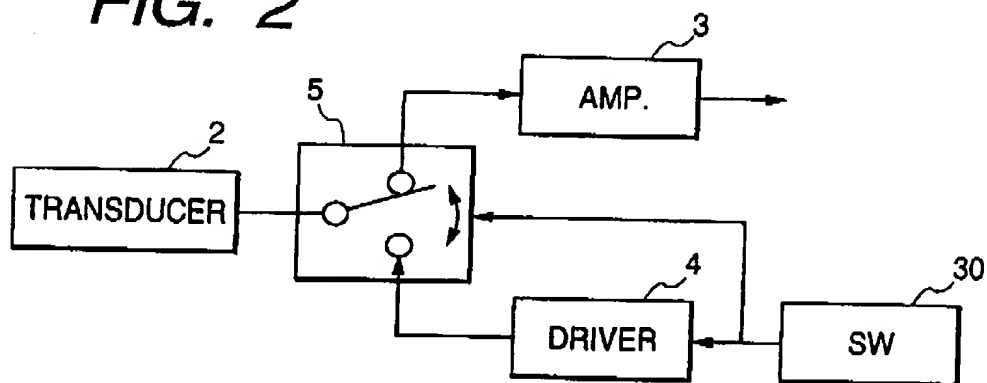 FIG. 2
3
AMP.
5
2
TRANSDUCER
4
DRIVER
30
SW